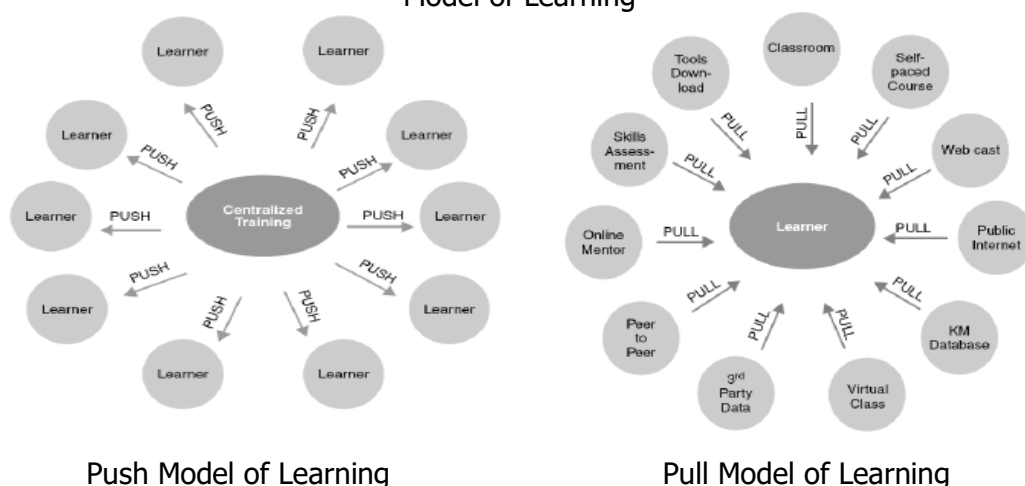 Model of Learning
Learner
Learner
PUSH
PUSH
Learner
PUSH
Learner
PUSH
Learner
PUSH
Centralized
Training
PUSH
Learner
Learner
PUSH
PUSH
Learner
PUSH
PUSH
Learner
Learner
Push Model of Learning
Classroom
Tools
Down-
load
Self-
paced
Course
PULL
PULL
PULL
Skills
Assess-
ment
PULL
Web cast
PULL
Online
Mentor
PULL
Learner
PULL
Public
Internet
Peer
to
Peer
PULL
PULL
KM
Database
3rd
Party
Data
PULL
PULL
Virtual
Class
Pull Model of Learning